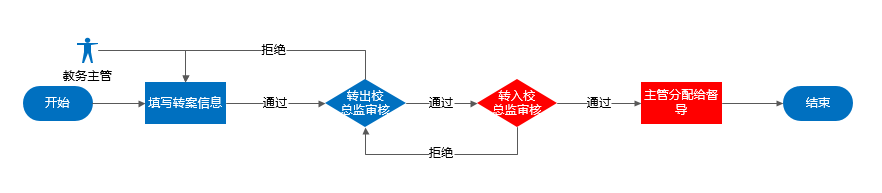 拒绝
教务主管
开始
填写转案信息
通过
转出校
总监审核
通过
转入校
总监审核
通过
主管分配给督
导
结束
拒绝